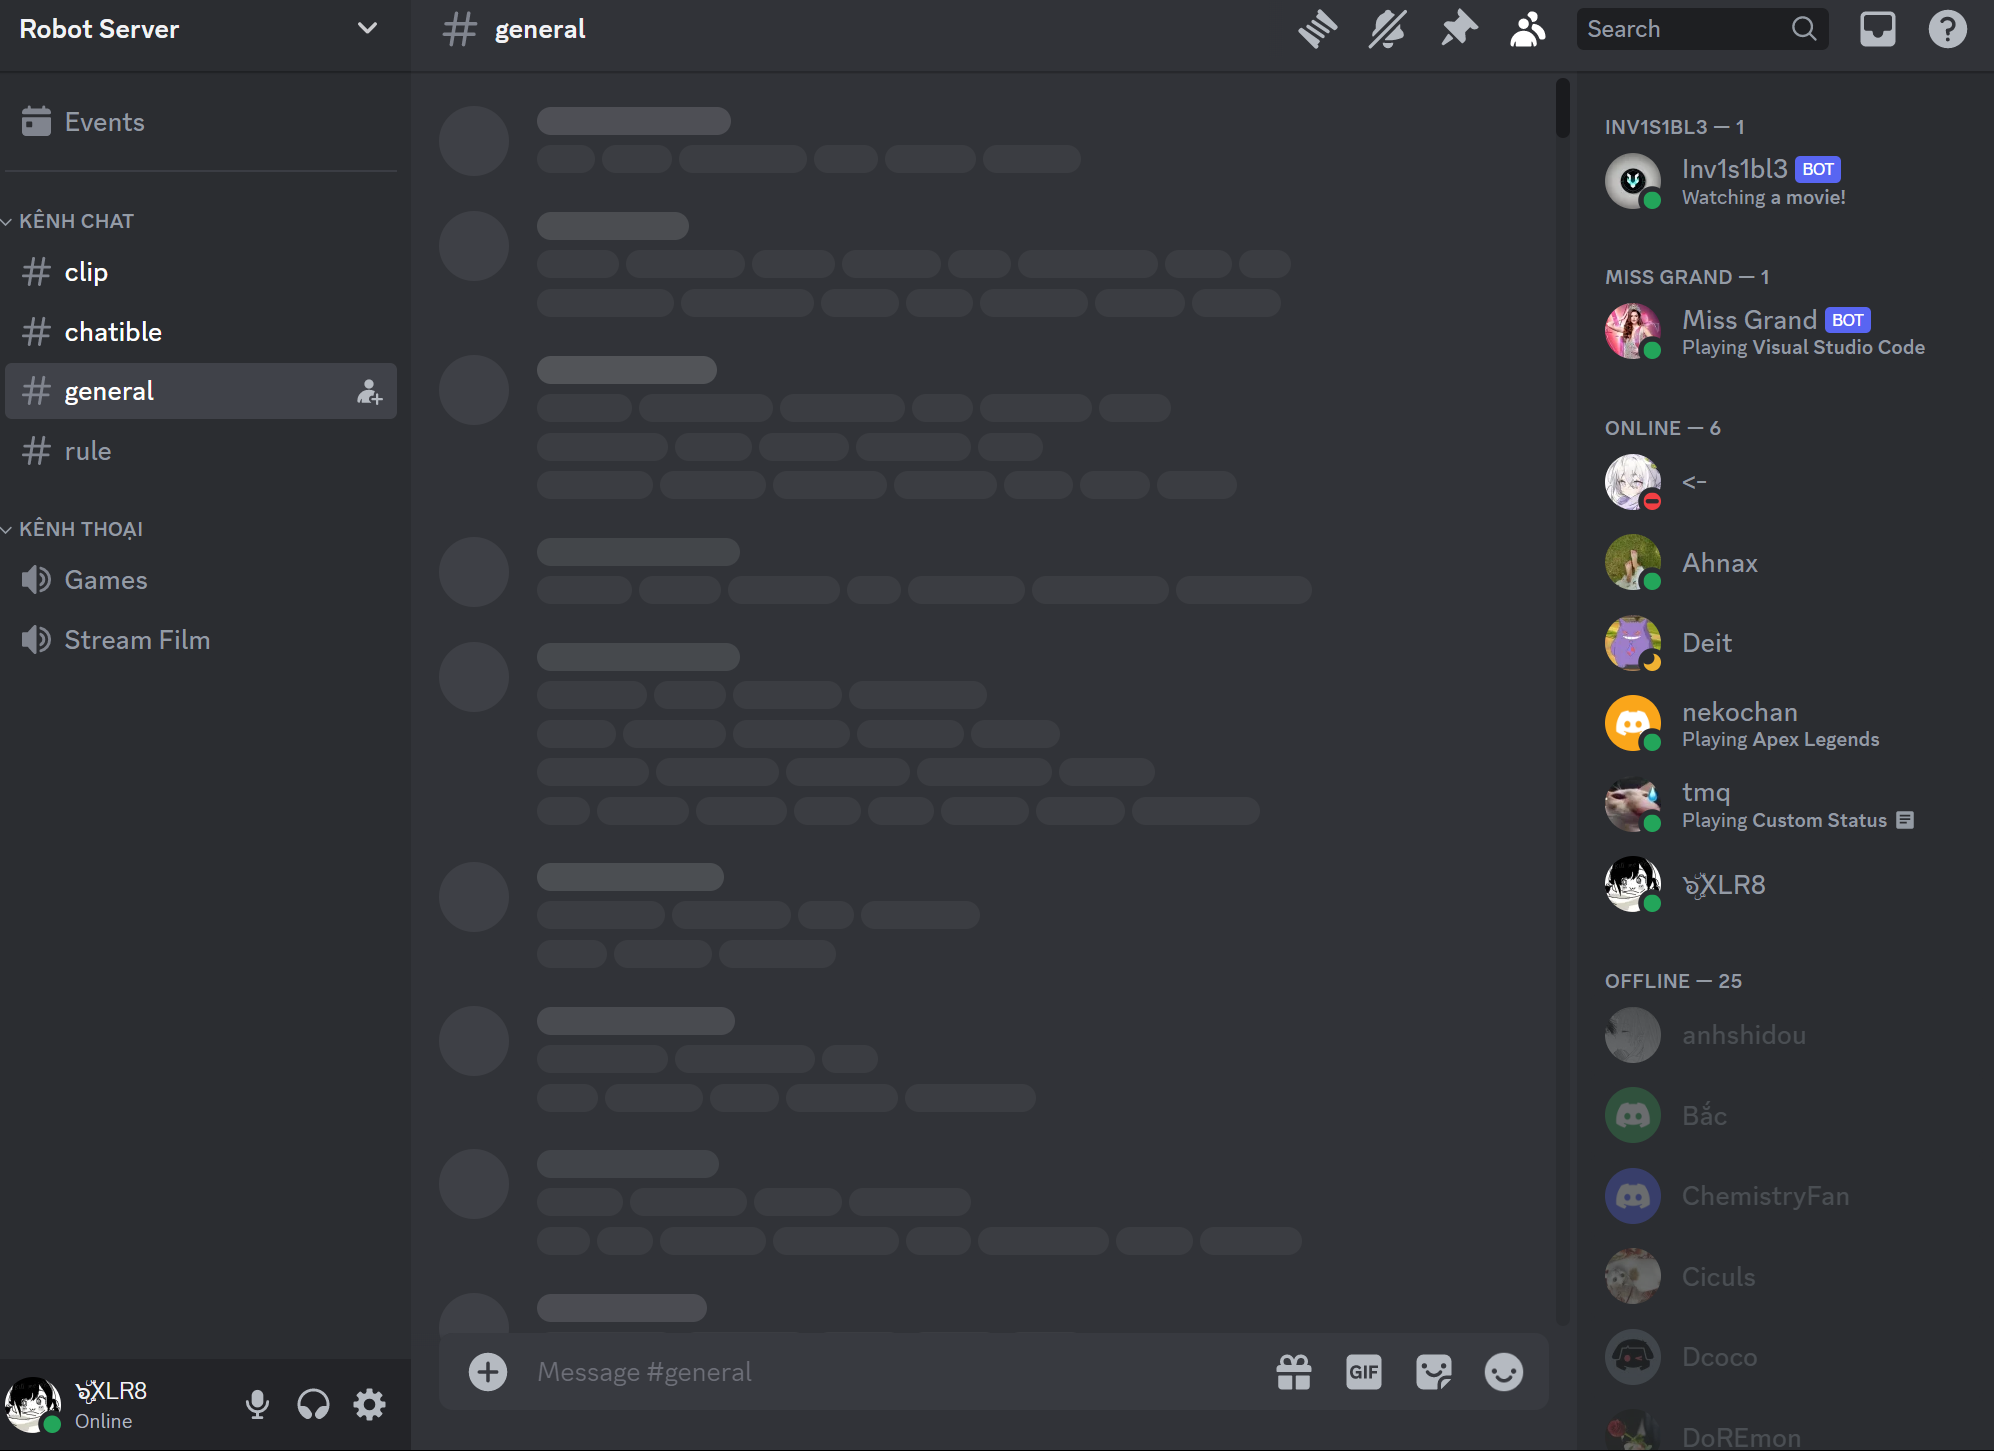 Robot Server
Events
KÊNH CHAT
clip
chatible
general
rule
KÊNH THOẠI
Games
Stream Film
XLR8
Online
general
Search
Message #general
GIF
INV1S1BL3 — 1
Inv1s1bl3 BOT
Watching a movie!
MISS GRAND — 1
Miss Grand BOT
Playing Visual Studio Code
ONLINE — 6
<-
Ahnax
Deit
nekochan
Playing Apex Legends
tmq
Playing Custom Status
XLR8
OFFLINE — 25
anhshidou
Bắc
ChemistryFan
Ciculs
Dcoco
DoREmon